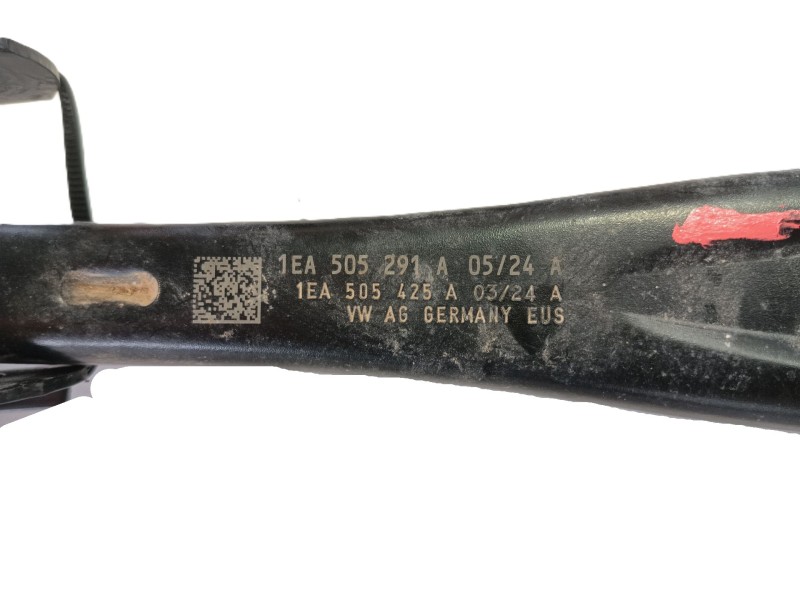 1EA 505 291 A 05/24 A
1EA 505 425 A 03/24 A
VW AG GERMANY EUS